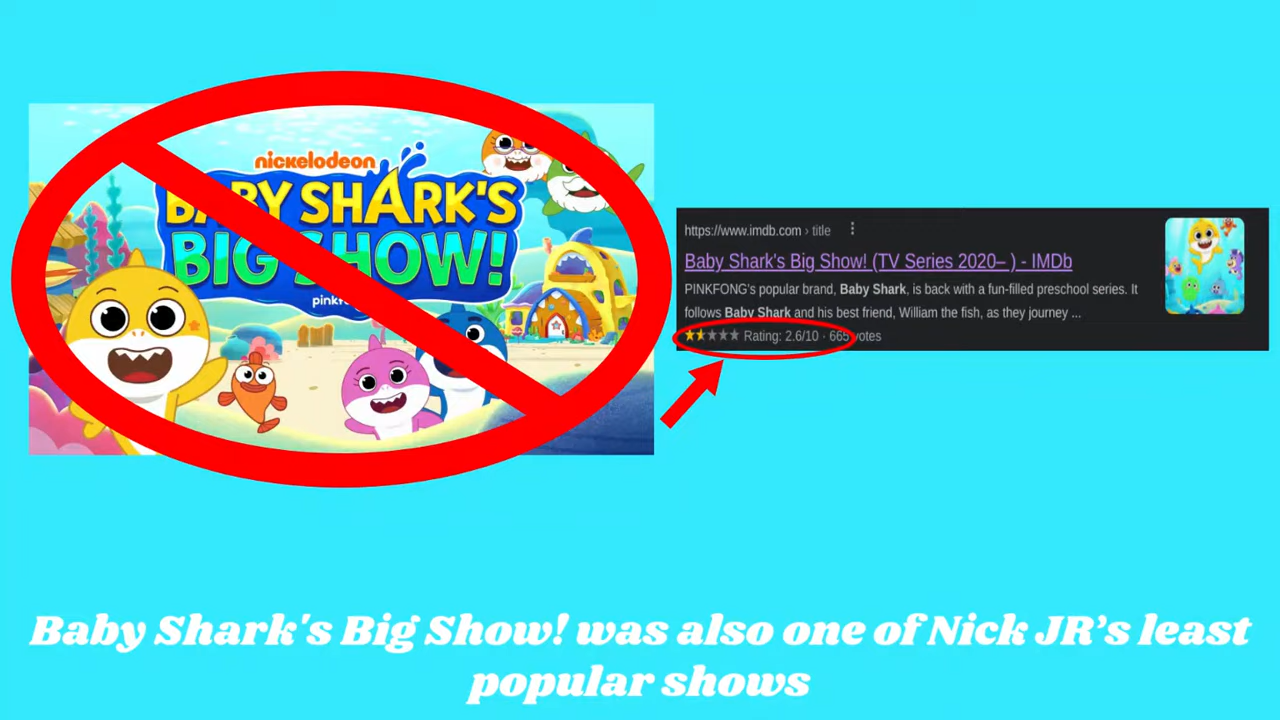 nickelodeon
BABY SHARK'S
BIG SHOW!
https://www.imdb.com › title
Baby Shark's Big Show! (TV Series 2020– ) - IMDb
PINKFONG's popular brand, Baby Shark, is back with a fun-filled preschool series. It
follows Baby Shark and his best friend, William the fish, as they journey ...
Rating: 2.6/10 · 665 votes
Baby Shark's Big Show! was also one of Nick JR’s least
popular shows